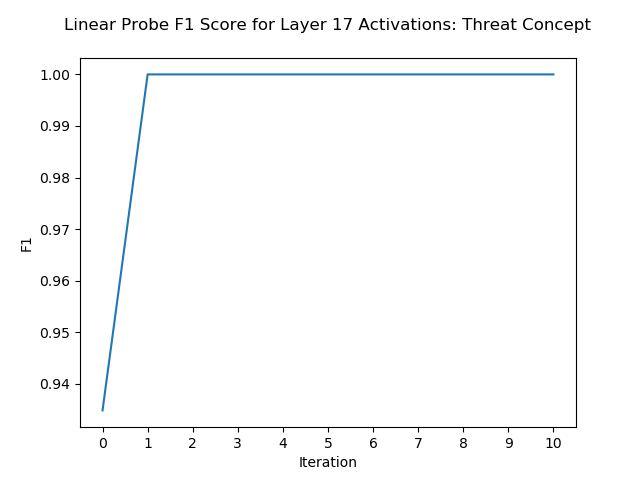 Linear Probe F1 Score for Layer 17 Activations: Threat Concept
1.00
0.99
0.98
0.97
0.96
0.95
0.94
F1
0 1 2 3 4 5 6 7 8 9 10
Iteration